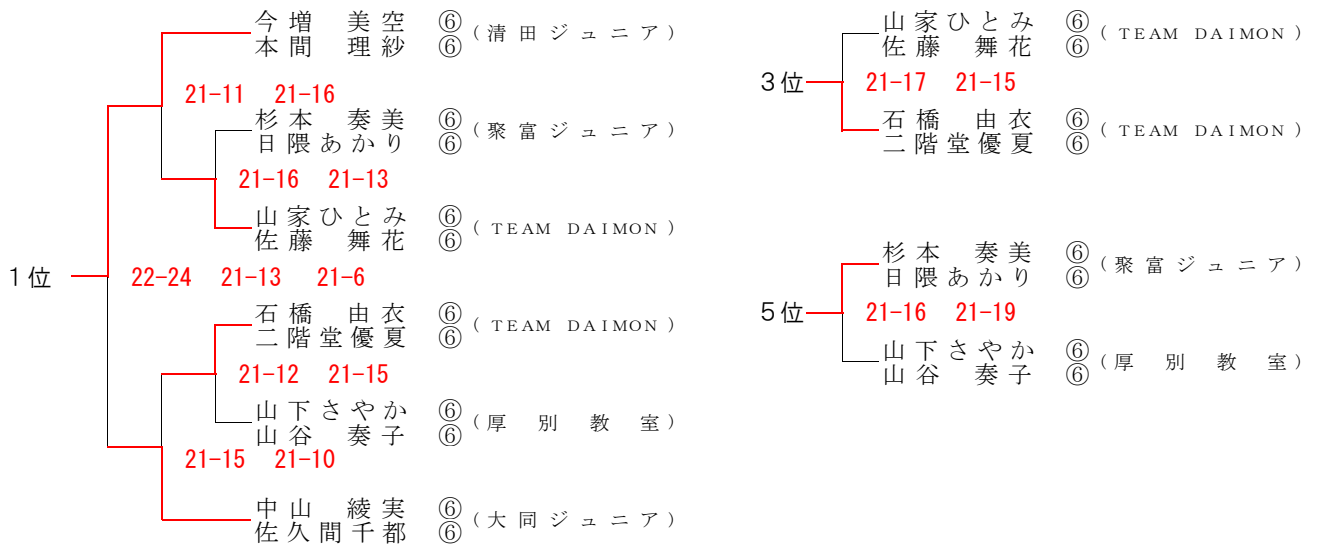 今増 美空 ⑥
本間 理紗 ⑥
(清田ジュニア)
21-11 21-16
杉本 奏美 ⑥
日隈あかり ⑥
(聚富ジュニア)
21-16 21-13
山家ひとみ ⑥
佐藤 舞花 ⑥
(TEAM DAIMON)
1位
22-24 21-13 21-6
石橋 由衣 ⑥
二階堂優夏 ⑥
(TEAM DAIMON)
21-12 21-15
山下さやか ⑥
山谷 奏子 ⑥
(厚別教室)
21-15 21-10
中山 綾実 ⑥
佐久間千都 ⑥
(大同ジュニア)
山家ひとみ ⑥
佐藤 舞花 ⑥
(TEAM DAIMON)
3位
21-17 21-15
石橋 由衣 ⑥
二階堂優夏 ⑥
(TEAM DAIMON)
杉本 奏美 ⑥
日隈あかり ⑥
(聚富ジュニア)
5位
21-16 21-19
山下さやか ⑥
山谷 奏子 ⑥
(厚別教室)